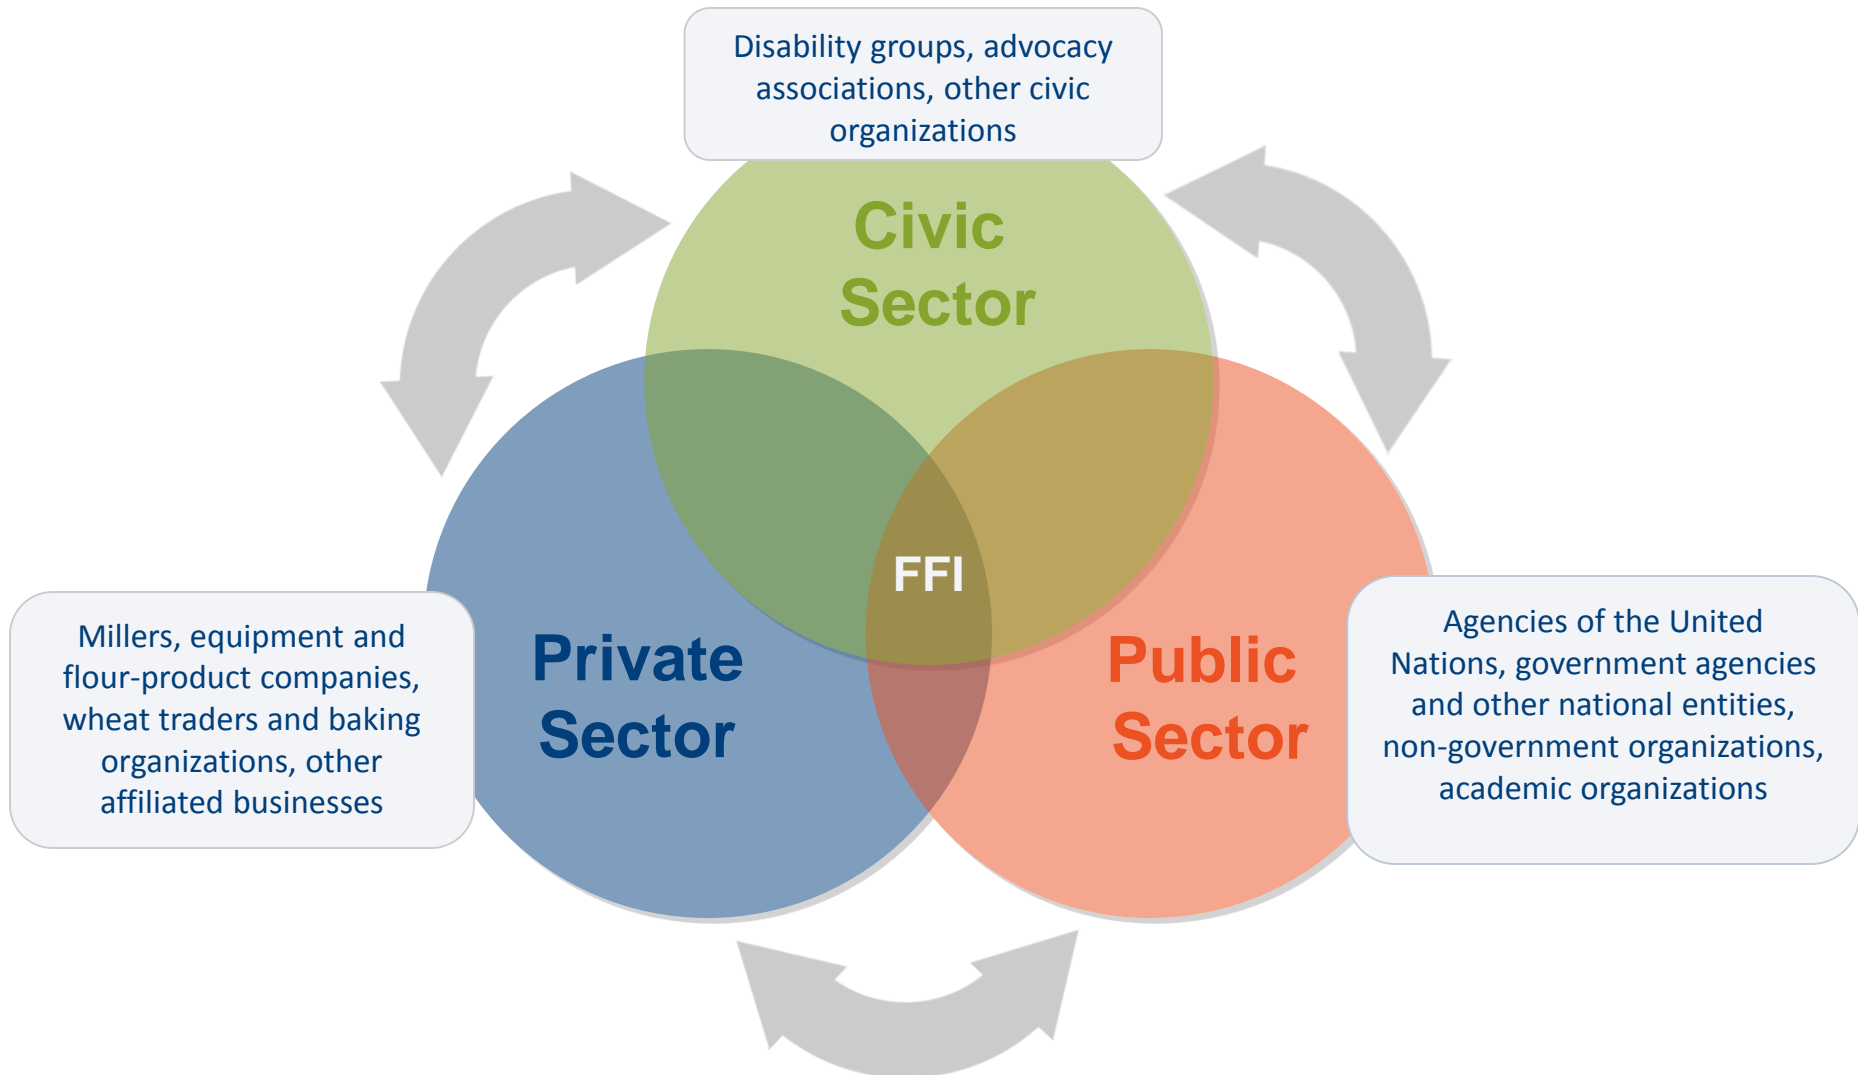 Disability groups, advocacy
associations, other civic
organizations
Civic
Sector
FFI
Private
Sector
Public
Sector
Millers, equipment and
flour-product companies,
wheat traders and baking
organizations, other
affiliated businesses
Agencies of the United
Nations, government agencies
and other national entities,
non-government organizations,
academic organizations